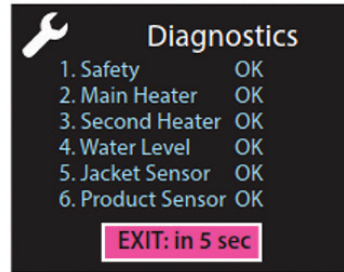 Diagnostics
1. Safety OK
2. Main Heater OK
3. Second Heater OK
4. Water Level OK
5. Jacket Sensor OK
6. Product Sensor OK
EXIT: in 5 sec